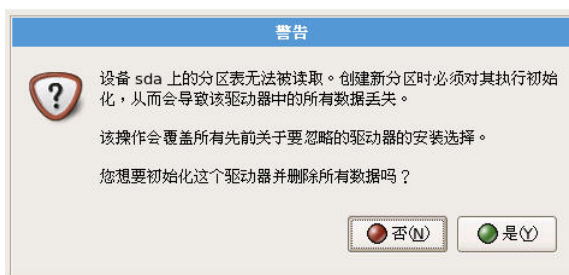 警告
设备 sda 上的分区表无法被读取。创建新分区时必须对其执行初始
化，从而会导致该驱动器中的所有数据丢失。
该操作会覆盖所有先前关于要忽略的驱动器的安装选择。
您想要初始化这个驱动器并删除所有数据吗？
否(N) 是(Y)